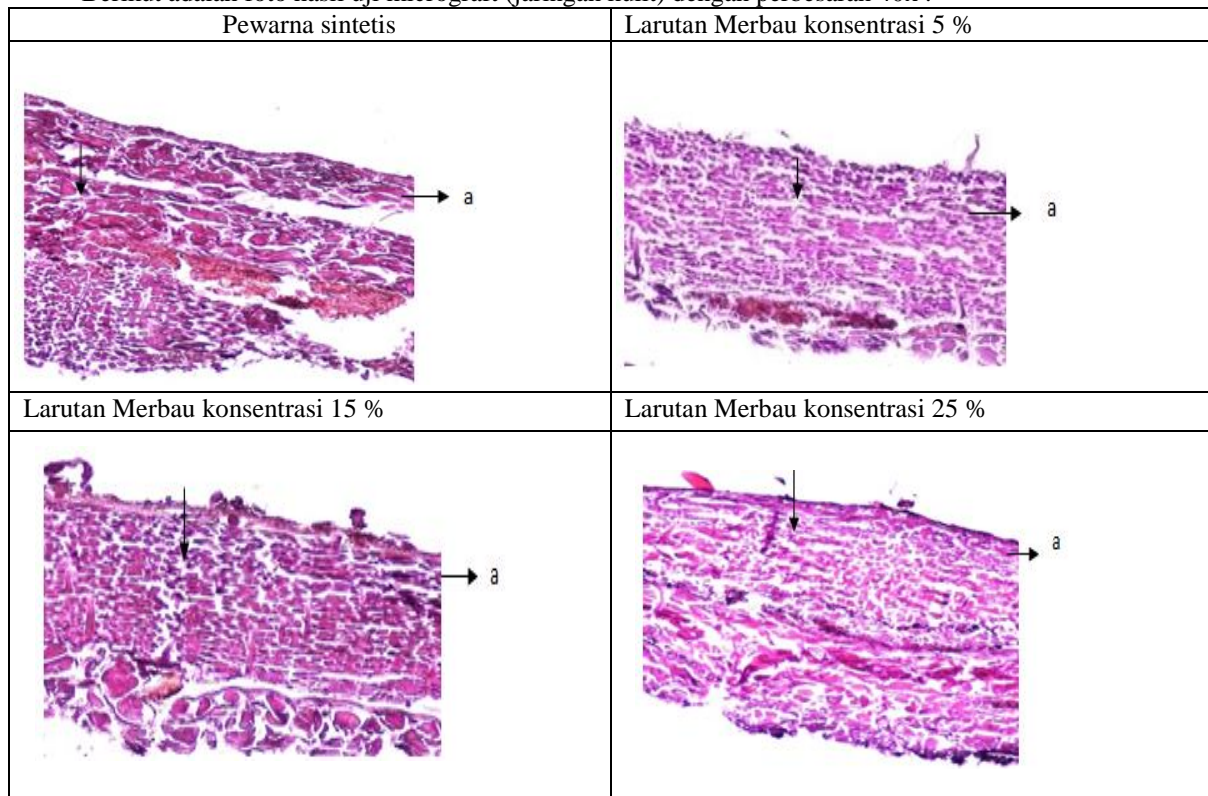 Pewarna sintetis
Larutan Merbau konsentrasi 5 %
a
a
Larutan Merbau konsentrasi 15 %
Larutan Merbau konsentrasi 25 %
a
a